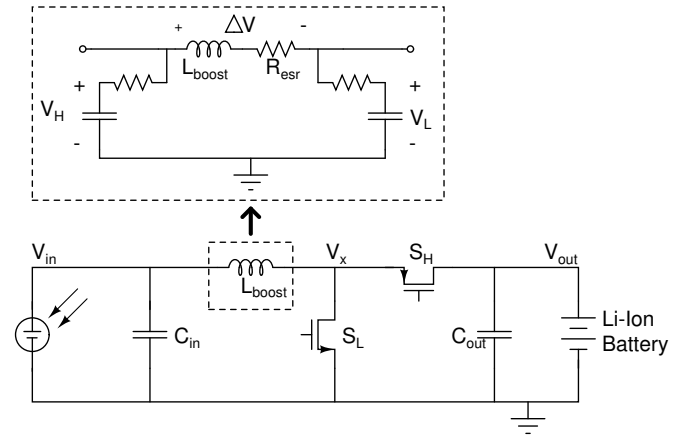 + ΔV -
L_boost R_esr
+ +
V_H V_L
- -
V_in V_x S_H V_out
L_boost
C_in S_L C_out Li-Ion
Battery